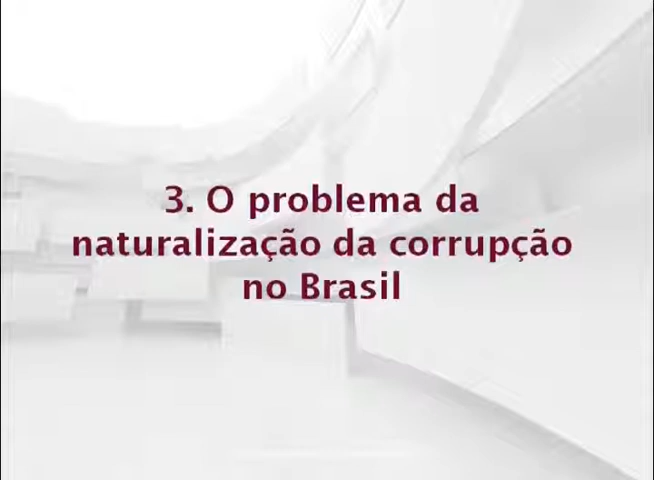 3. O problema da
naturalização da corrupção
no Brasil